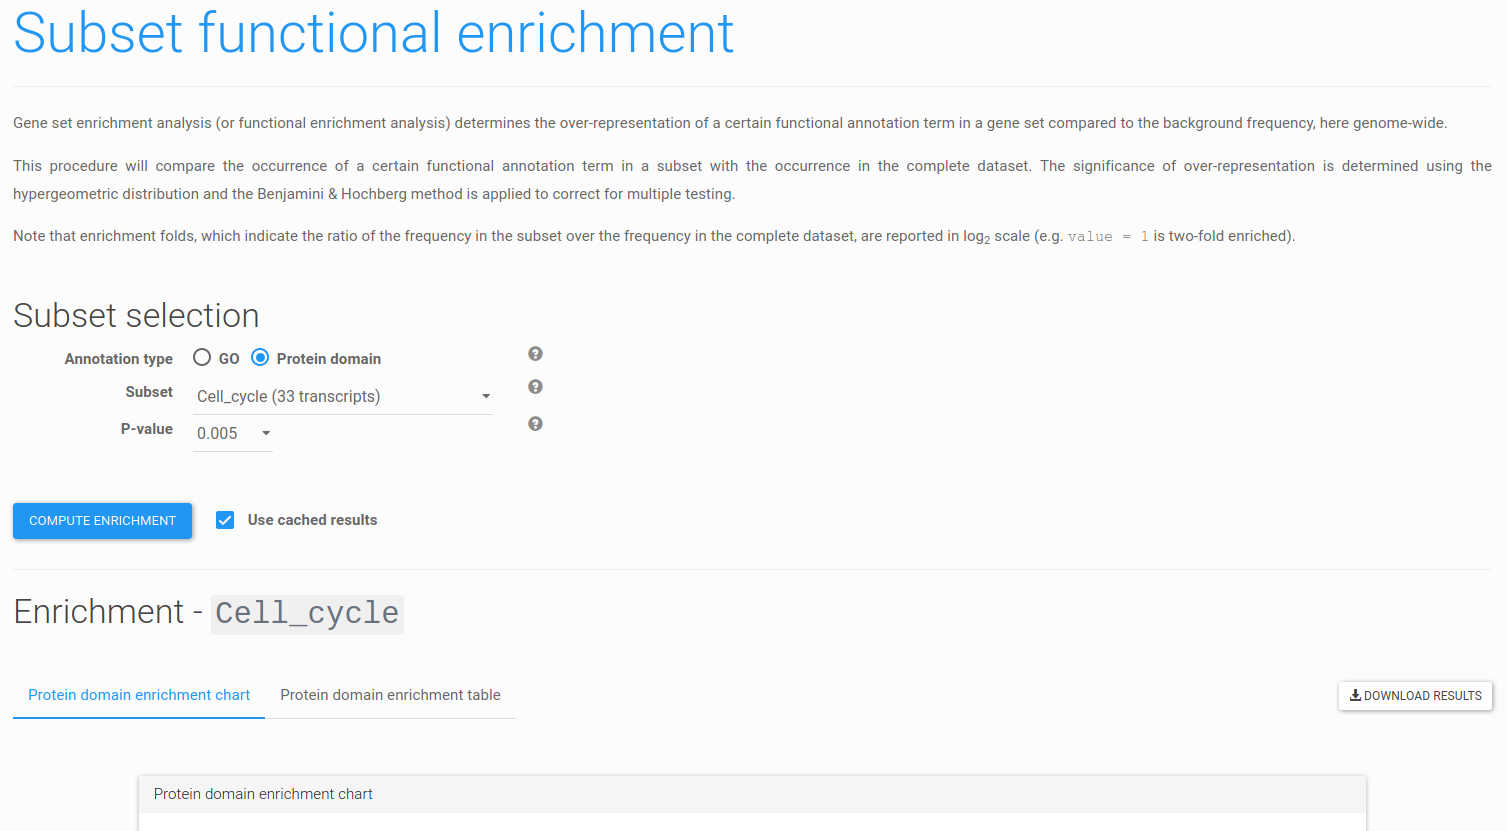 Subset functional enrichment
Gene set enrichment analysis (or functional enrichment analysis) determines the over-representation of a certain functional annotation term in a gene set compared to the background frequency, here genome-wide.
This procedure will compare the occurrence of a certain functional annotation term in a subset with the occurrence in the complete dataset. The significance of over-representation is determined using the
hypergeometric distribution and the Benjamini & Hochberg method is applied to correct for multiple testing.
Note that enrichment folds, which indicate the ratio of the frequency in the subset over the frequency in the complete dataset, are reported in log2 scale (e.g. value = 1 is two-fold enriched).
Subset selection
Annotation type GO Protein domain
Subset Cell_cycle (33 transcripts)
P-value 0.005
COMPUTE ENRICHMENT Use cached results
Enrichment - Cell_cycle
Protein domain enrichment chart Protein domain enrichment table DOWNLOAD RESULTS
Protein domain enrichment chart